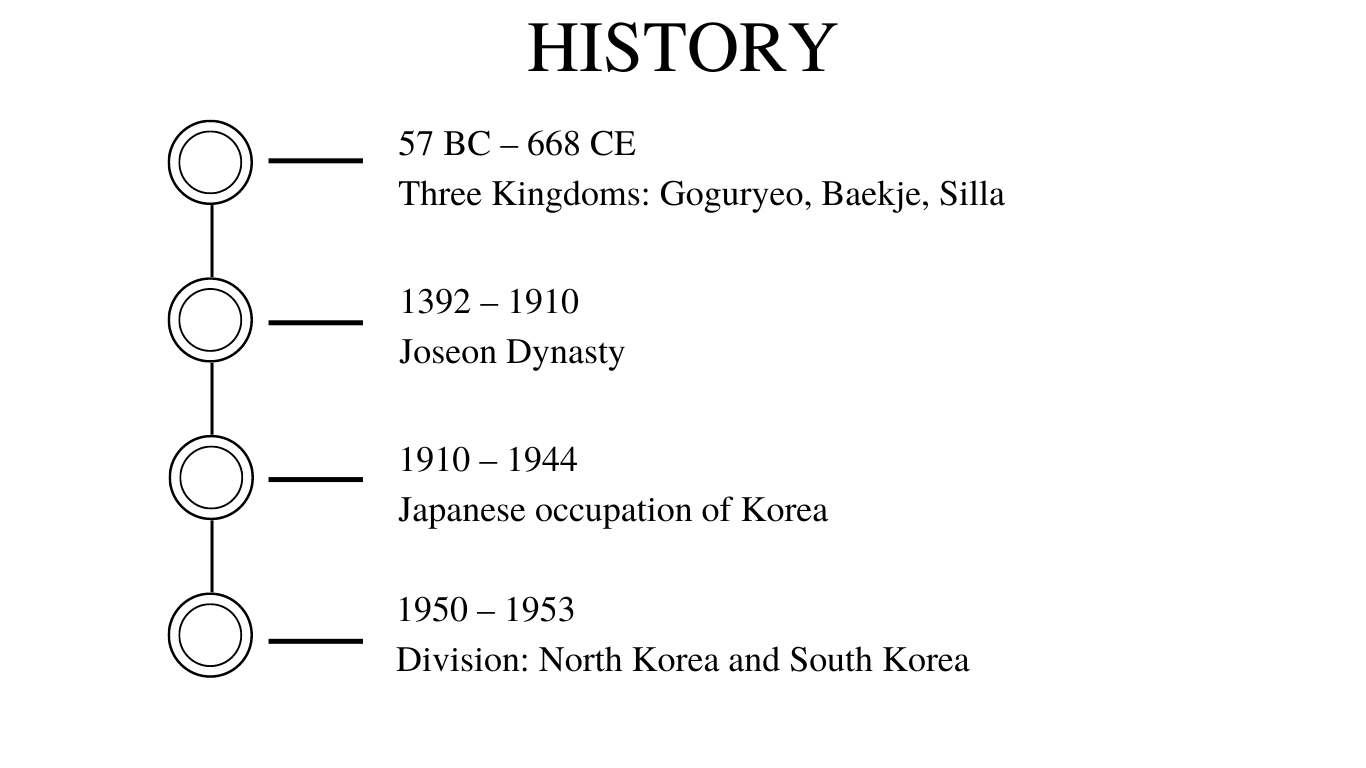 HISTORY
57 BC – 668 CE
Three Kingdoms: Goguryeo, Baekje, Silla
1392 – 1910
Joseon Dynasty
1910 – 1944
Japanese occupation of Korea
1950 – 1953
Division: North Korea and South Korea